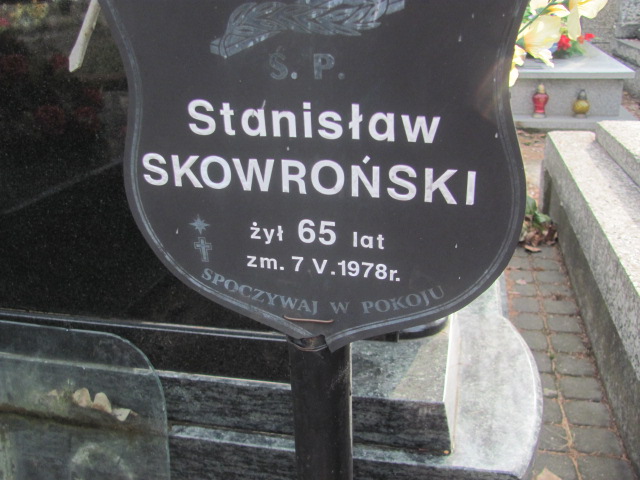 Ś. P.
Stanisław
SKOWROŃSKI
żył 65 lat
zm. 7 V. 1978r.
SPOCZYWAJ W POKOJU